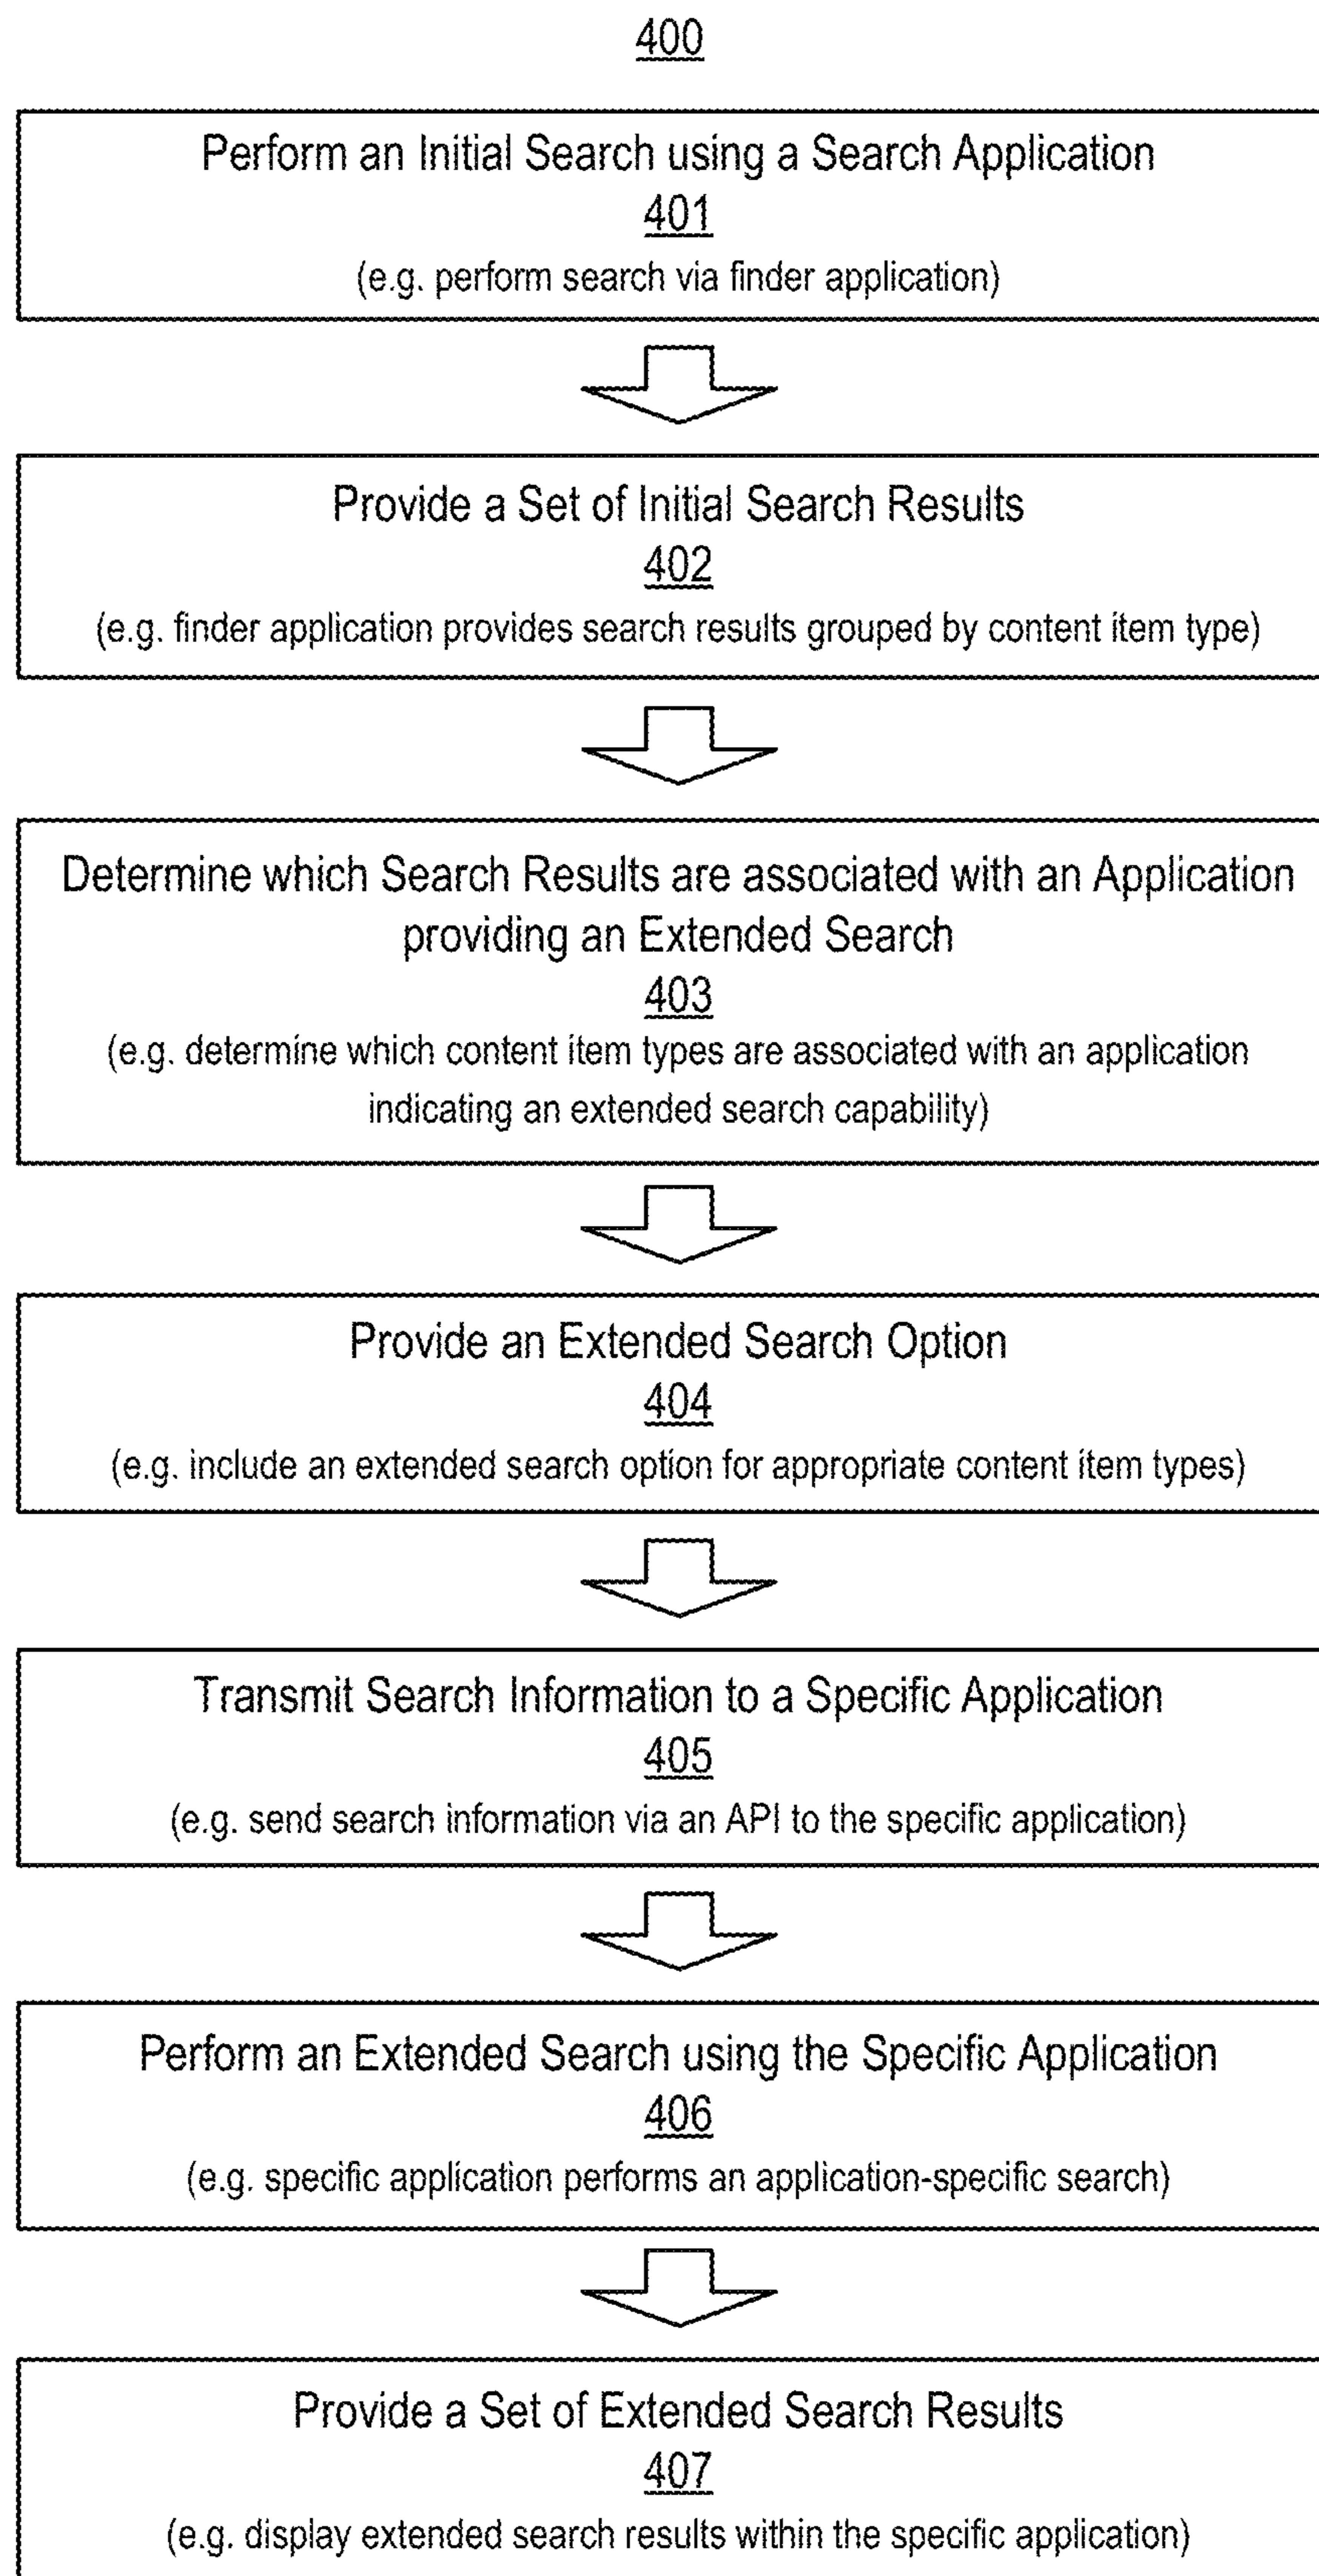 400
Perform an Initial Search using a Search Application
401
(e.g. perform search via finder application)
Provide a Set of Initial Search Results
402
(e.g. finder application provides search results grouped by content item type)
Determine which Search Results are associated with an Application
providing an Extended Search
403
(e.g. determine which content item types are associated with an application
indicating an extended search capability)
Provide an Extended Search Option
404
(e.g. include an extended search option for appropriate content item types)
Transmit Search Information to a Specific Application
405
(e.g. send search information via an API to the specific application)
Perform an Extended Search using the Specific Application
406
(e.g. specific application performs an application-specific search)
Provide a Set of Extended Search Results
407
(e.g. display extended search results within the specific application)